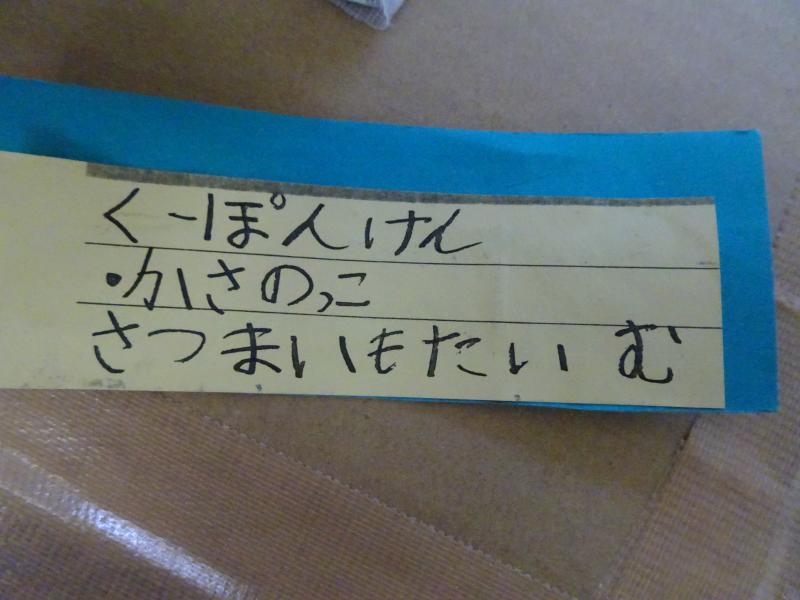 くーぽんけん
・かさのっこ
さつまいもたいむ